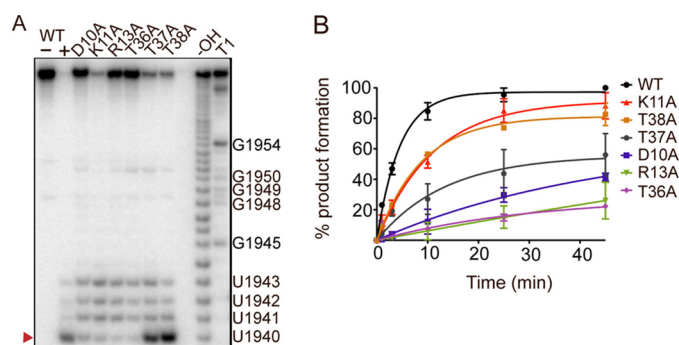 A
WT
− + D10A K11A R13A T36A T37A T38A -OH T1
G1954
G1950
G1949
G1948
G1945
U1943
U1942
U1941
U1940
B
% product formation
100
80
60
40
20
0 10 20 30 40
Time (min)
WT
K11A
T38A
T37A
D10A
R13A
T36A